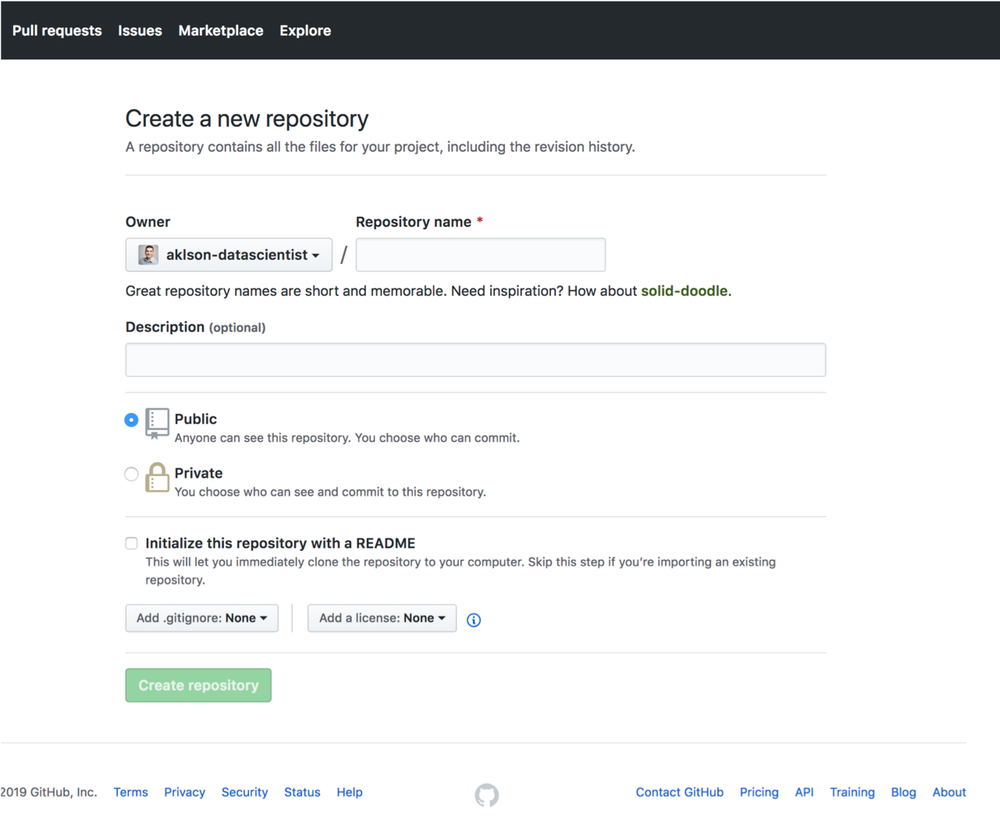 Pull requests Issues Marketplace Explore
Create a new repository
A repository contains all the files for your project, including the revision history.
Owner Repository name *
aklson-datascientist /
Great repository names are short and memorable. Need inspiration? How about solid-doodle.
Description (optional)
Public
Anyone can see this repository. You choose who can commit.
Private
You choose who can see and commit to this repository.
Initialize this repository with a README
This will let you immediately clone the repository to your computer. Skip this step if you’re importing an existing
repository.
Add .gitignore: None Add a license: None
Create repository
2019 GitHub, Inc. Terms Privacy Security Status Help Contact GitHub Pricing API Training Blog About